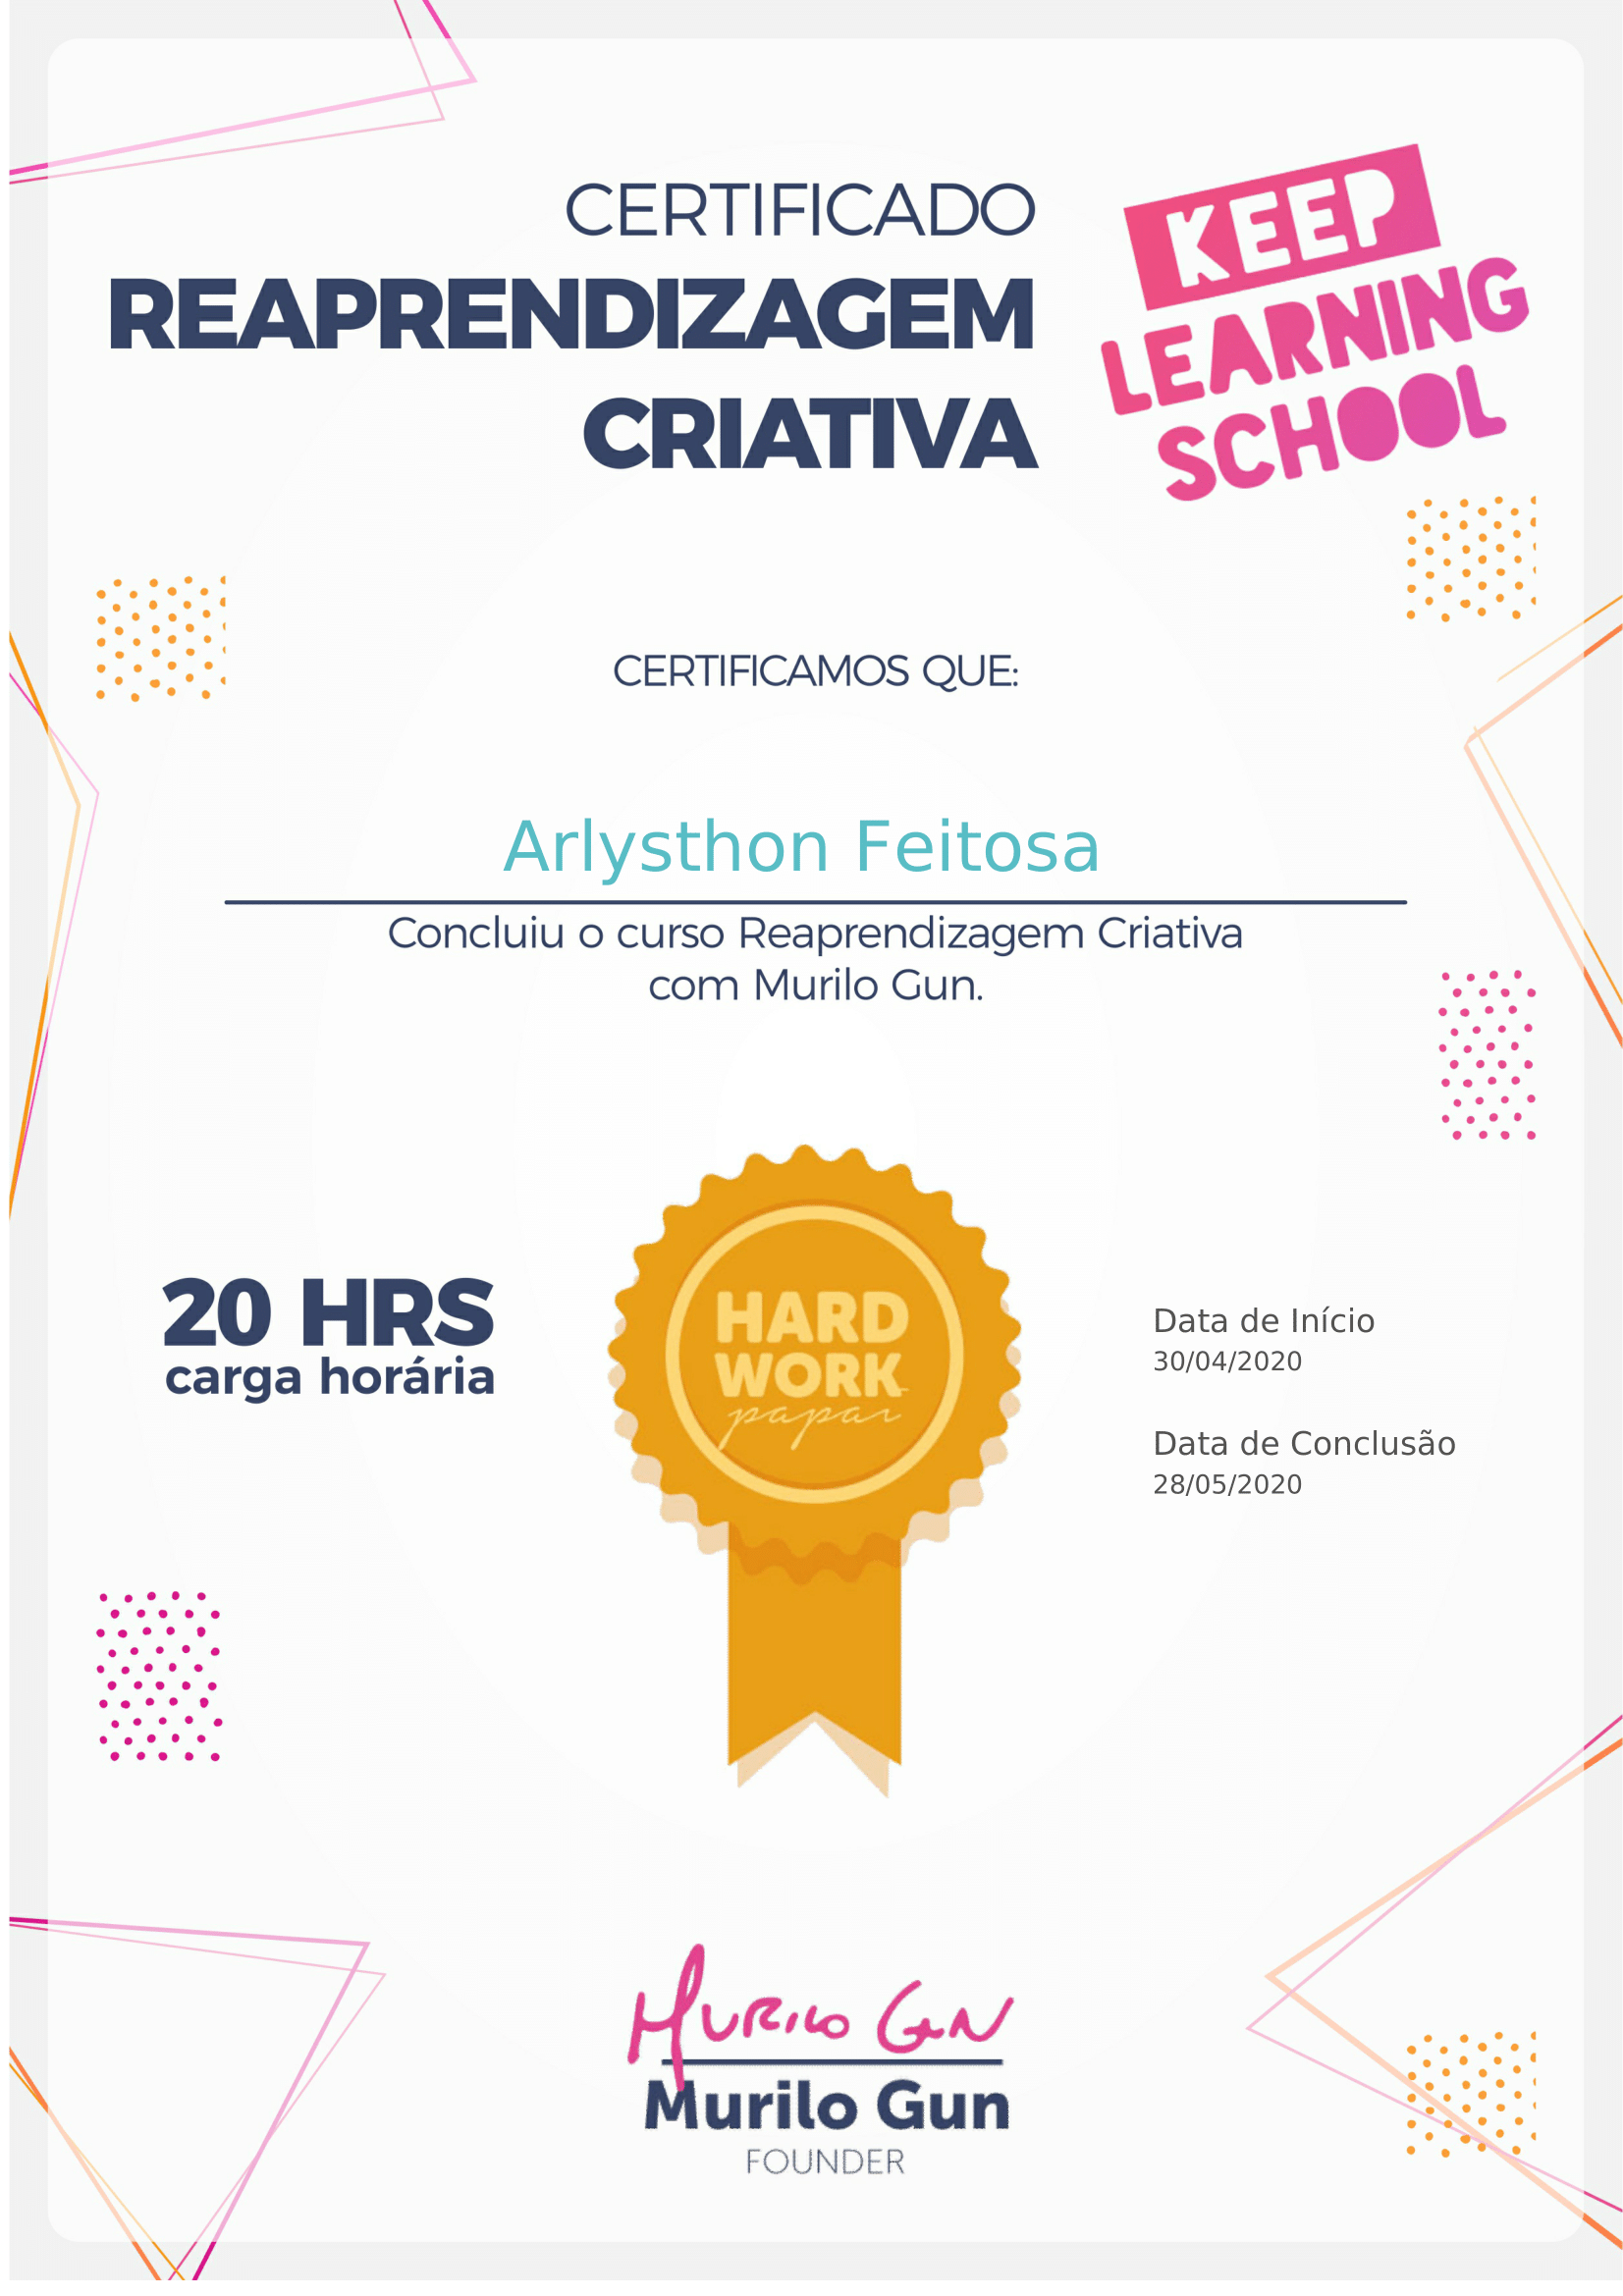 CERTIFICADO
REAPRENDIZAGEM
CRIATIVA
KEEP
LEARNING
SCHOOL
CERTIFICAMOS QUE:
Arlysthon Feitosa
Concluiu o curso Reaprendizagem Criativa
com Murilo Gun.
20 HRS
carga horária
HARD
WORK
papai
Data de Início
30/04/2020
Data de Conclusão
28/05/2020
MURILO GUN
Murilo Gun
FOUNDER